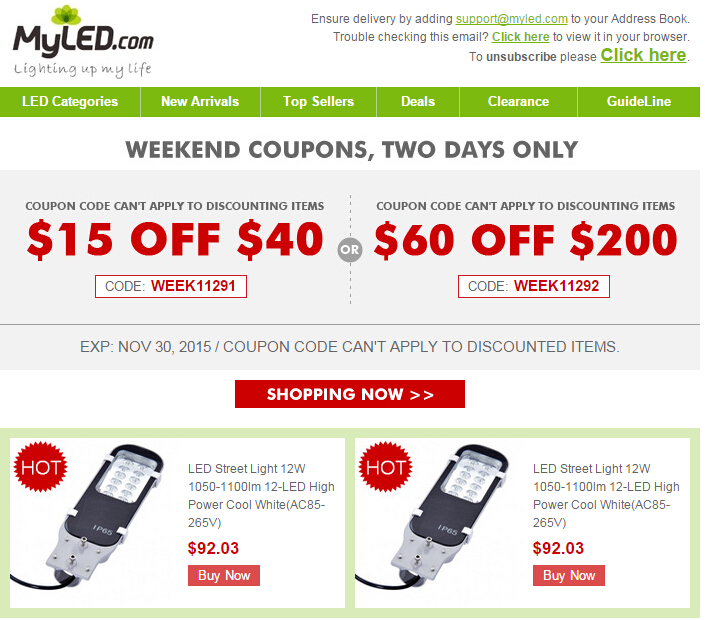 MyLED.com
Lighting up my life
Ensure delivery by adding support@myled.com to your Address Book.
Trouble checking this email? Click here to view it in your browser.
To unsubscribe please Click here.
LED Categories
New Arrivals
Top Sellers
Deals
Clearance
GuideLine
WEEKEND COUPONS, TWO DAYS ONLY
COUPON CODE CAN'T APPLY TO DISCOUNTING ITEMS
$15 OFF $40
CODE: WEEK11291
OR
COUPON CODE CAN'T APPLY TO DISCOUNTING ITEMS
$60 OFF $200
CODE: WEEK11292
EXP: NOV 30, 2015 / COUPON CODE CAN'T APPLY TO DISCOUNTED ITEMS.
SHOPPING NOW >>
HOT
IP65
LED Street Light 12W
1050-1100lm 12-LED High
Power Cool White(AC85-
265V)
$92.03
Buy Now
HOT
IP65
LED Street Light 12W
1050-1100lm 12-LED High
Power Cool White(AC85-
265V)
$92.03
Buy Now